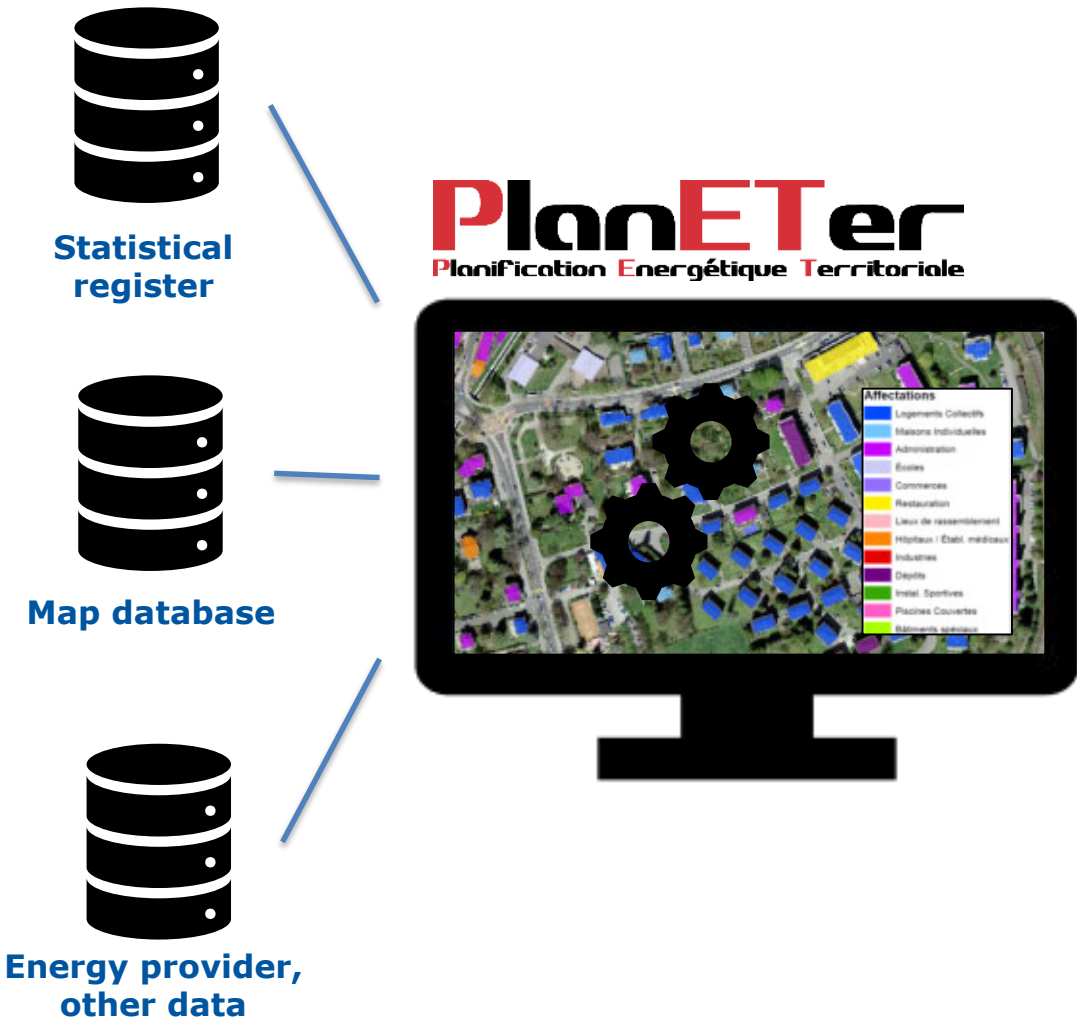 Statistical
register
PlanETer
Planification Energétique Territoriale
Map database
Affectations
Logements Collectifs
Maisons Individuelles
Administration
Écoles
Commerces
Restauration
Lieux de rassemblement
Hôpitaux / Établ. médicaux
Industries
Dépôts
Instal. Sportives
Piscines Couvertes
Bâtiments spéciaux
Energy provider,
other data